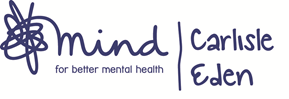 mind
for better mental health
Carlisle
Eden